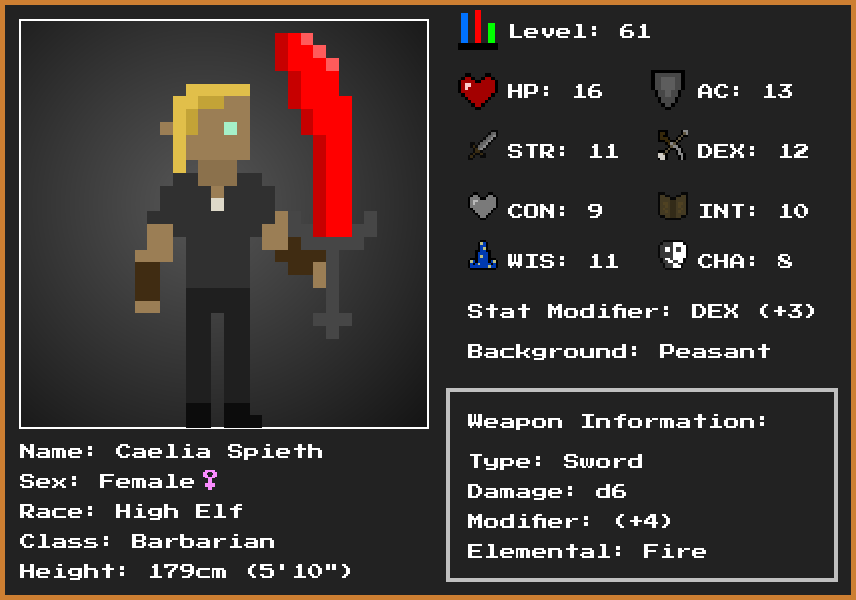 Level: 61
HP: 16 AC: 13
STR: 11 DEX: 12
CON: 9 INT: 10
WIS: 11 CHA: 8
Stat Modifier: DEX (+3)
Background: Peasant
Weapon Information:
Type: Sword
Damage: d6
Modifier: (+4)
Elemental: Fire
Name: Caelia Spieth
Sex: Female♀
Race: High Elf
Class: Barbarian
Height: 179cm (5'10")